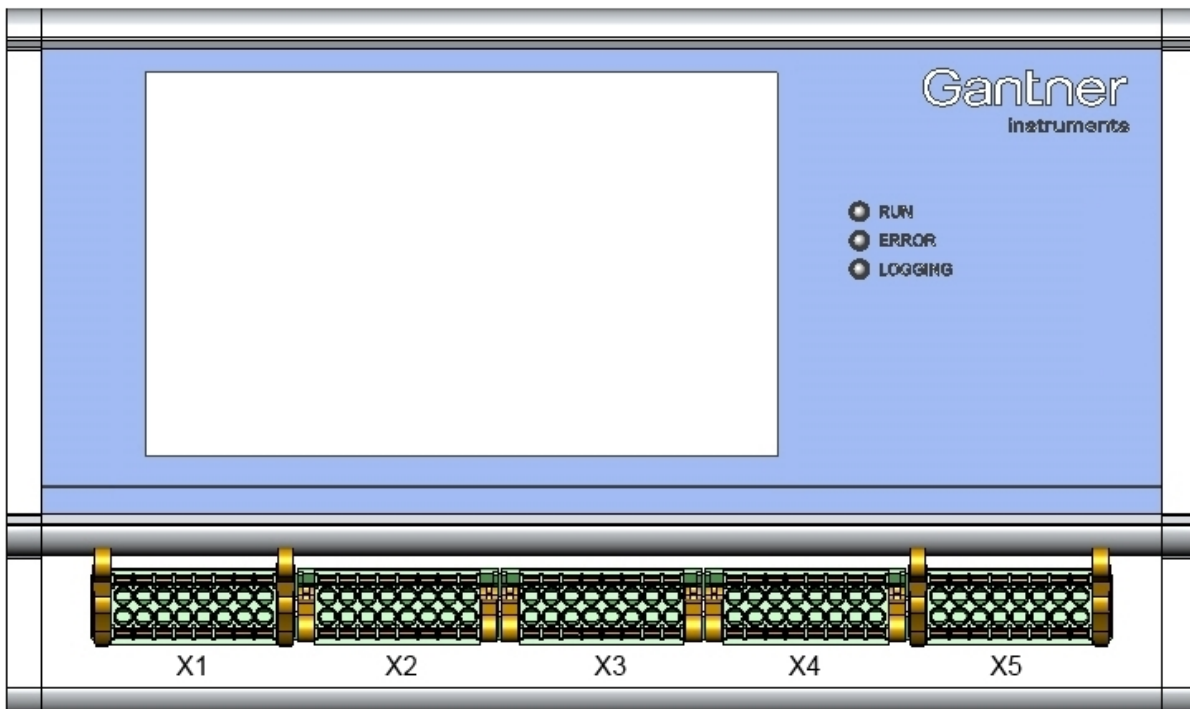 Gantner
instruments
RUN
ERROR
LOGGING
X1 X2 X3 X4 X5